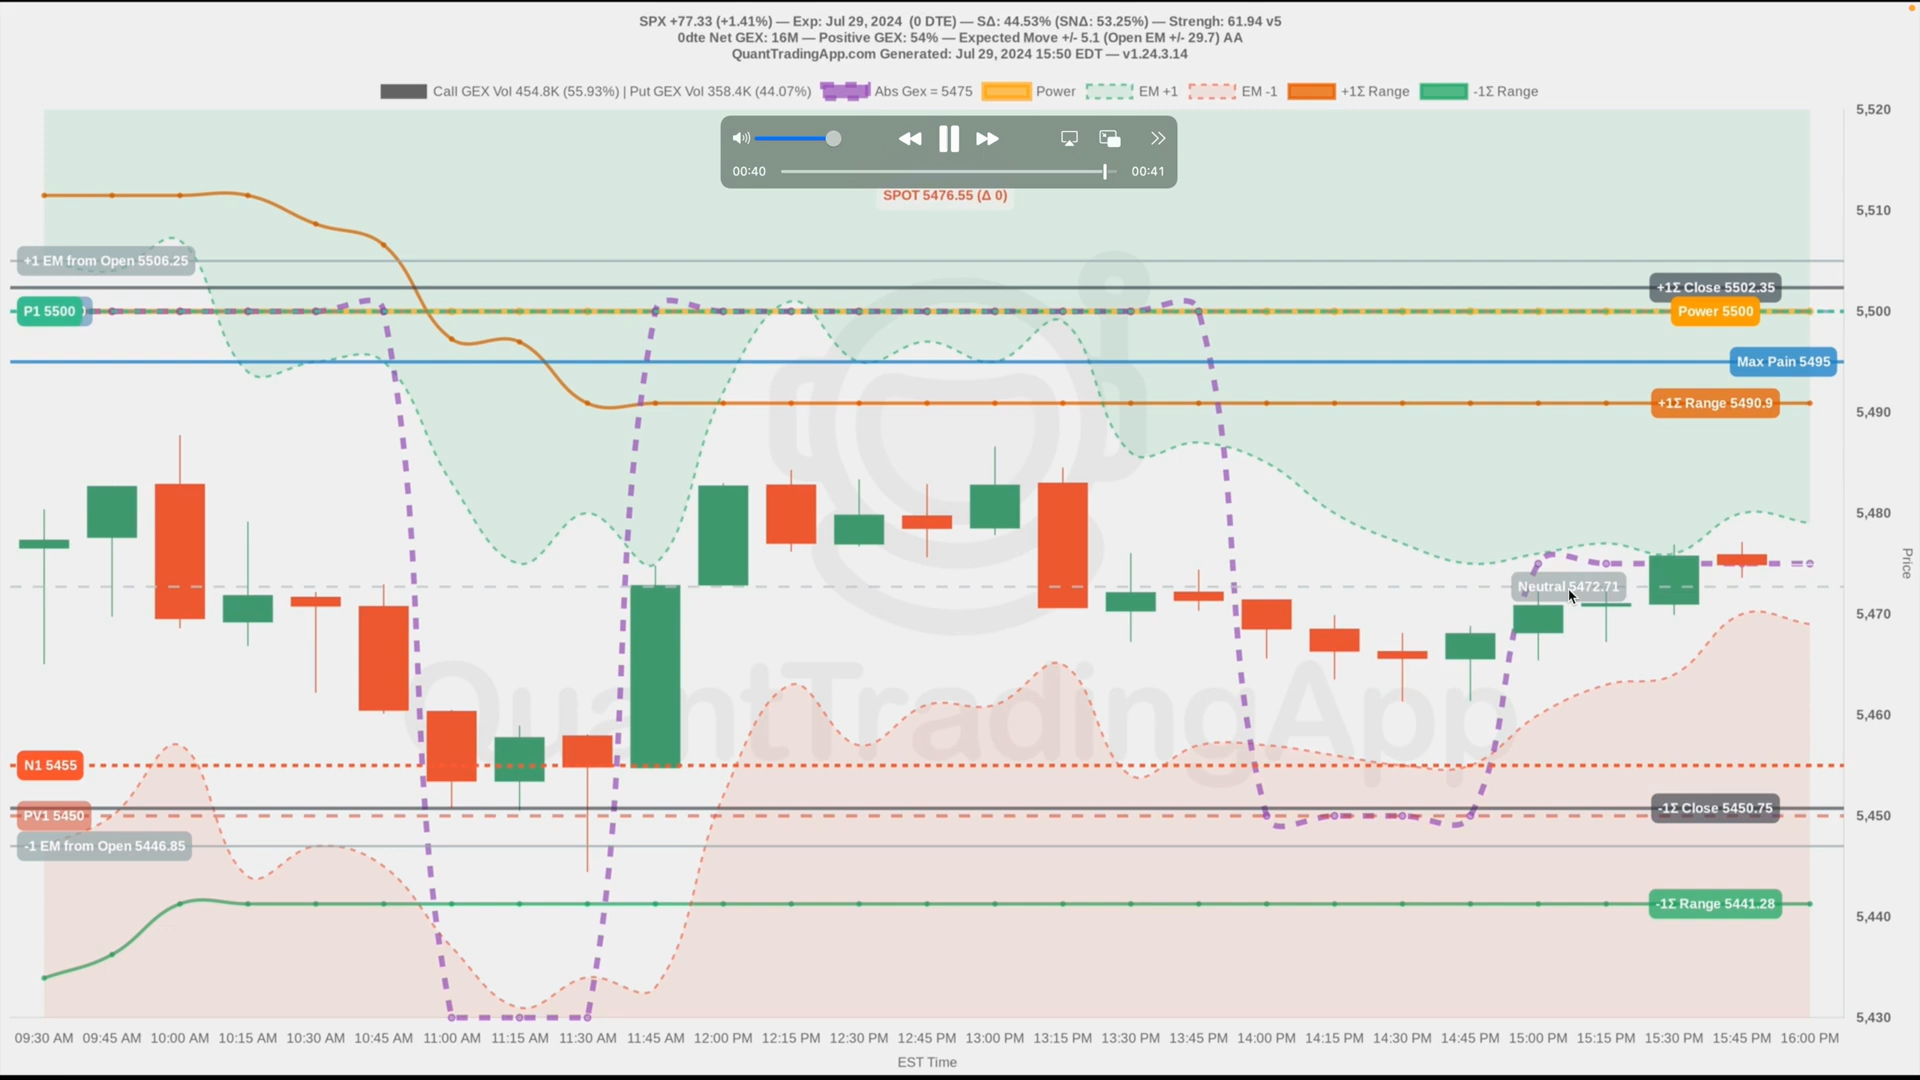 SPX +77.33 (+1.41%) — Exp: Jul 29, 2024 (0 DTE) — SΔ: 44.53% (SNΔ: 53.25%) — Strengh: 61.94 v5
0dte Net GEX: 16M — Positive GEX: 54% — Expected Move +/- 5.1 (Open EM +/- 29.7) AA
QuantTradingApp.com Generated: Jul 29, 2024 15:50 EDT — v1.24.3.14
Call GEX Vol 454.8K (55.93%) | Put GEX Vol 358.4K (44.07%) Abs Gex = 5475 Power EM +1 EM -1 +1Σ Range -1Σ Range
5,520
00:40 00:41
SPOT 5476.55 (Δ 0)
5,510
+1 EM from Open 5506.25
+1Σ Close 5502.35
P1 5500 Power 5500 5,500
Max Pain 5495
+1Σ Range 5490.9 5,490
5,480
Price
Neutral 5472.71
5,470
QuantTradingApp
5,460
N1 5455
-1Σ Close 5450.75
PV1 5450 5,450
-1 EM from Open 5446.85
-1Σ Range 5441.28
5,440
5,430
09:30 AM 09:45 AM 10:00 AM 10:15 AM 10:30 AM 10:45 AM 11:00 AM 11:15 AM 11:30 AM 11:45 AM 12:00 PM 12:15 PM 12:30 PM 12:45 PM 13:00 PM 13:15 PM 13:30 PM 13:45 PM 14:00 PM 14:15 PM 14:30 PM 14:45 PM 15:00 PM 15:15 PM 15:30 PM 15:45 PM 16:00 PM
EST Time